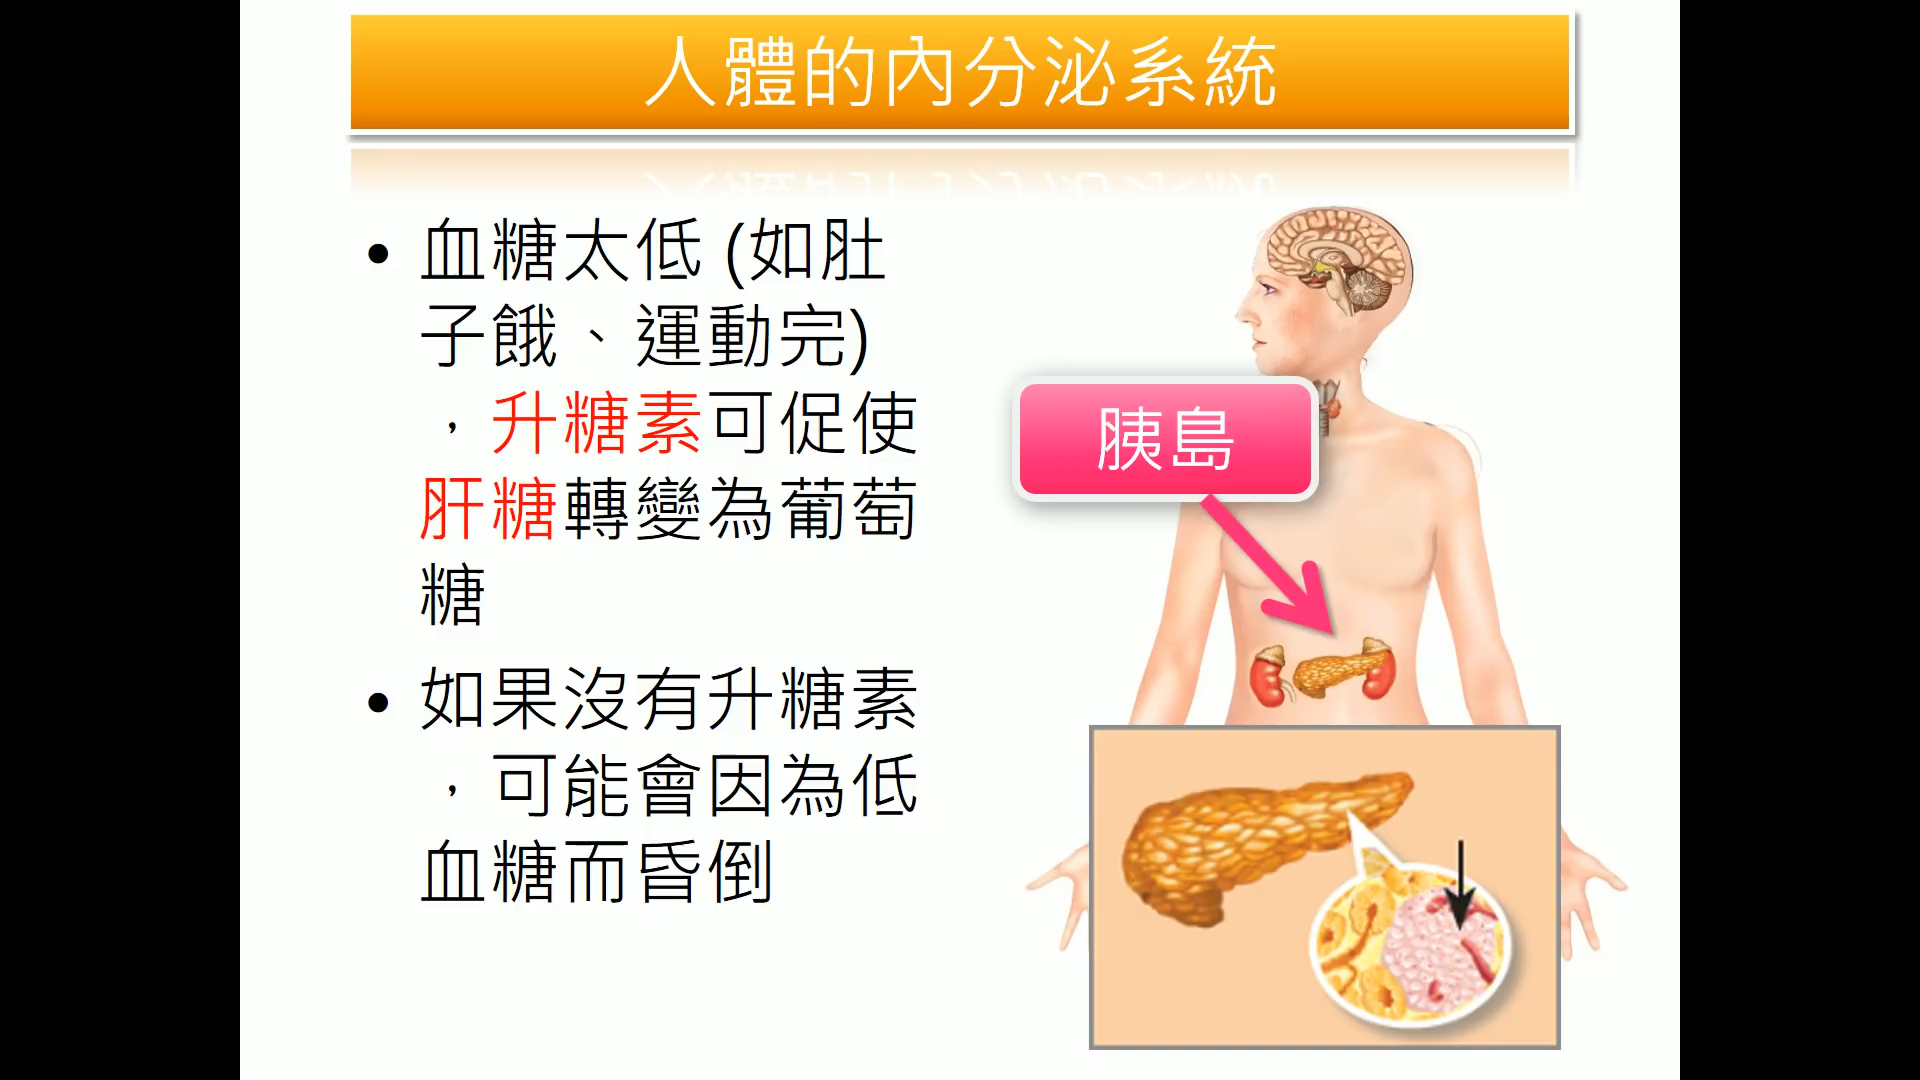 人體的內分泌系統
血糖太低 (如肚
子餓、運動完)
，升糖素可促使
肝糖轉變為葡萄
糖
如果沒有升糖素
，可能會因為低
血糖而昏倒
胰島